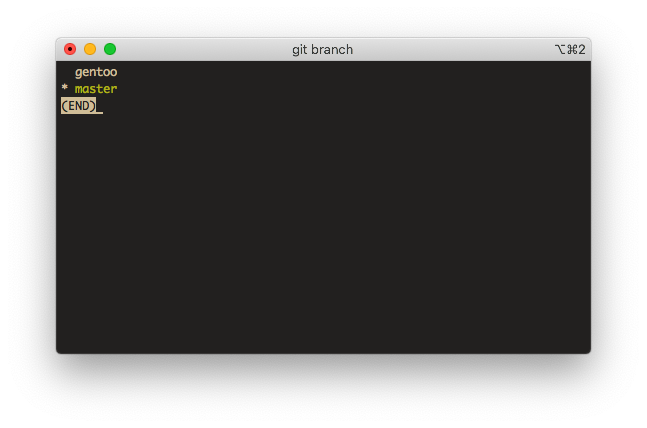 git branch ⌥⌘2
gentoo
* master
(END)